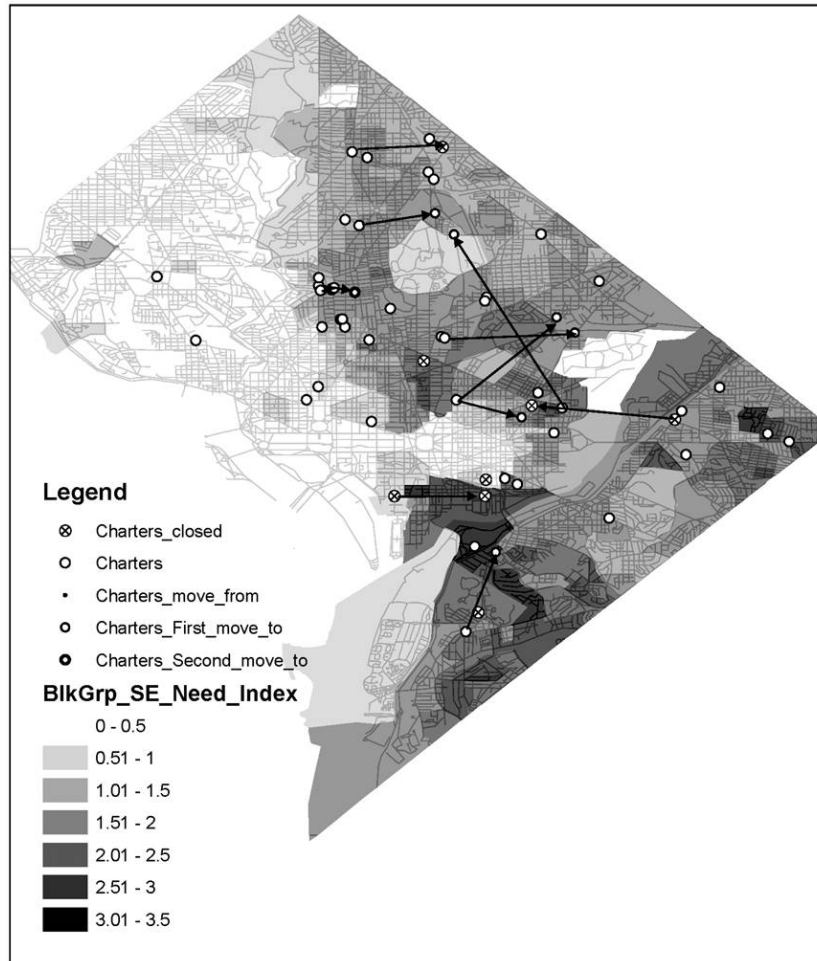 Legend
Charters_closed
Charters
Charters_move_from
Charters_First_move_to
Charters_Second_move_to
BlkGrp_SE_Need_Index
0 - 0.5
0.51 - 1
1.01 - 1.5
1.51 - 2
2.01 - 2.5
2.51 - 3
3.01 - 3.5